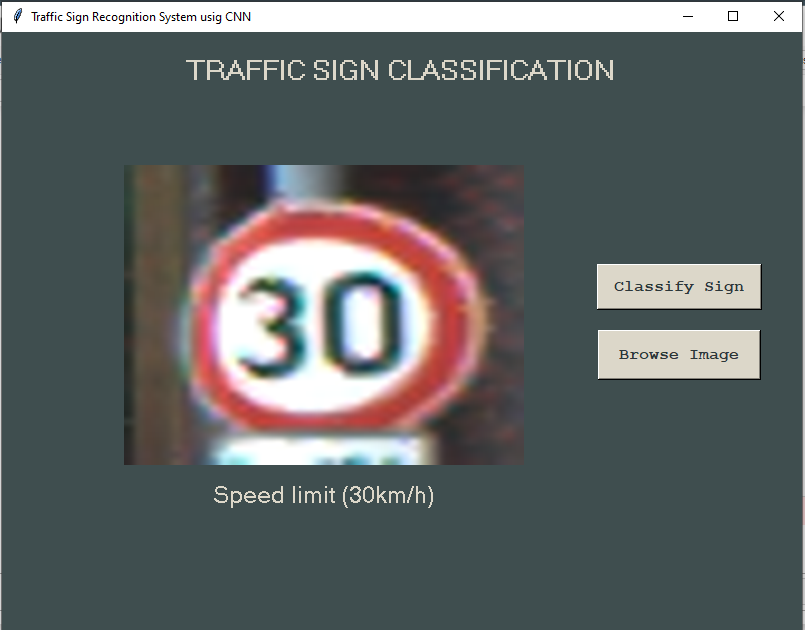 Traffic Sign Recognition System usig CNN
TRAFFIC SIGN CLASSIFICATION
30
Classify Sign
Browse Image
Speed limit (30km/h)